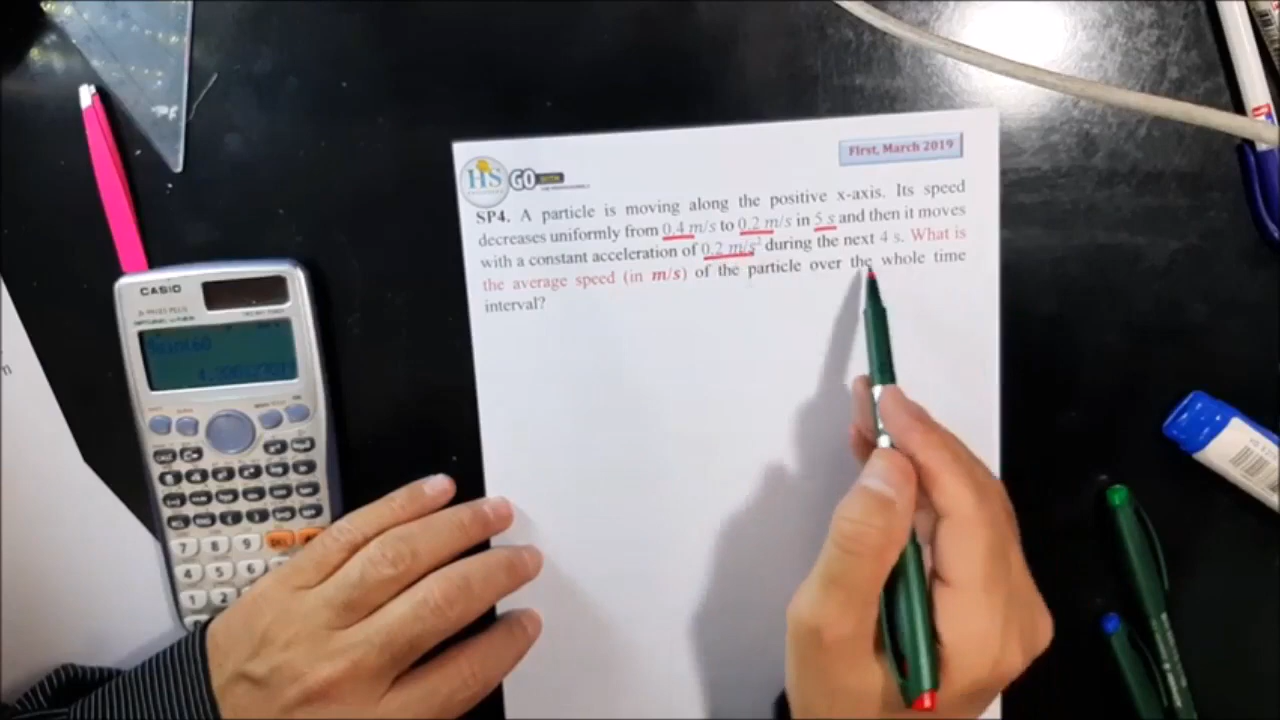 First, March 2019
HS
GO
SP4. A particle is moving along the positive x-axis. Its speed
decreases uniformly from 0.4 m/s to 0.2 m/s in 5 s and then it moves
with a constant acceleration of 0.2 m/s² during the next 4 s. What is
the average speed (in m/s) of the particle over the whole time
interval?
CASIO
DEL
7 8 9
4 5 6
1 2